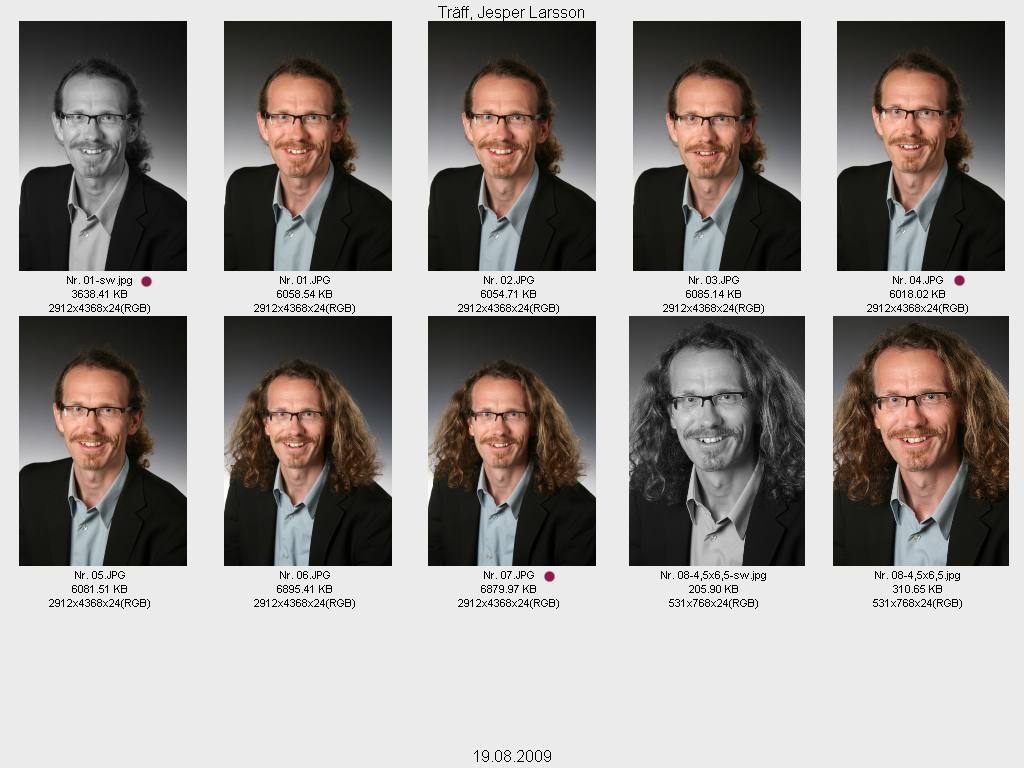 Träff, Jesper Larsson
Nr. 01-sw.jpg
3638.41 KB
2912x4368x24(RGB)
Nr. 01.JPG
6058.54 KB
2912x4368x24(RGB)
Nr. 02.JPG
6054.71 KB
2912x4368x24(RGB)
Nr. 03.JPG
6085.14 KB
2912x4368x24(RGB)
Nr. 04.JPG
6018.02 KB
2912x4368x24(RGB)
Nr. 05.JPG
6081.51 KB
2912x4368x24(RGB)
Nr. 06.JPG
6895.41 KB
2912x4368x24(RGB)
Nr. 07.JPG
6879.97 KB
2912x4368x24(RGB)
Nr. 08-4,5x6,5-sw.jpg
205.90 KB
531x768x24(RGB)
Nr. 08-4,5x6,5.jpg
310.65 KB
531x768x24(RGB)
19.08.2009